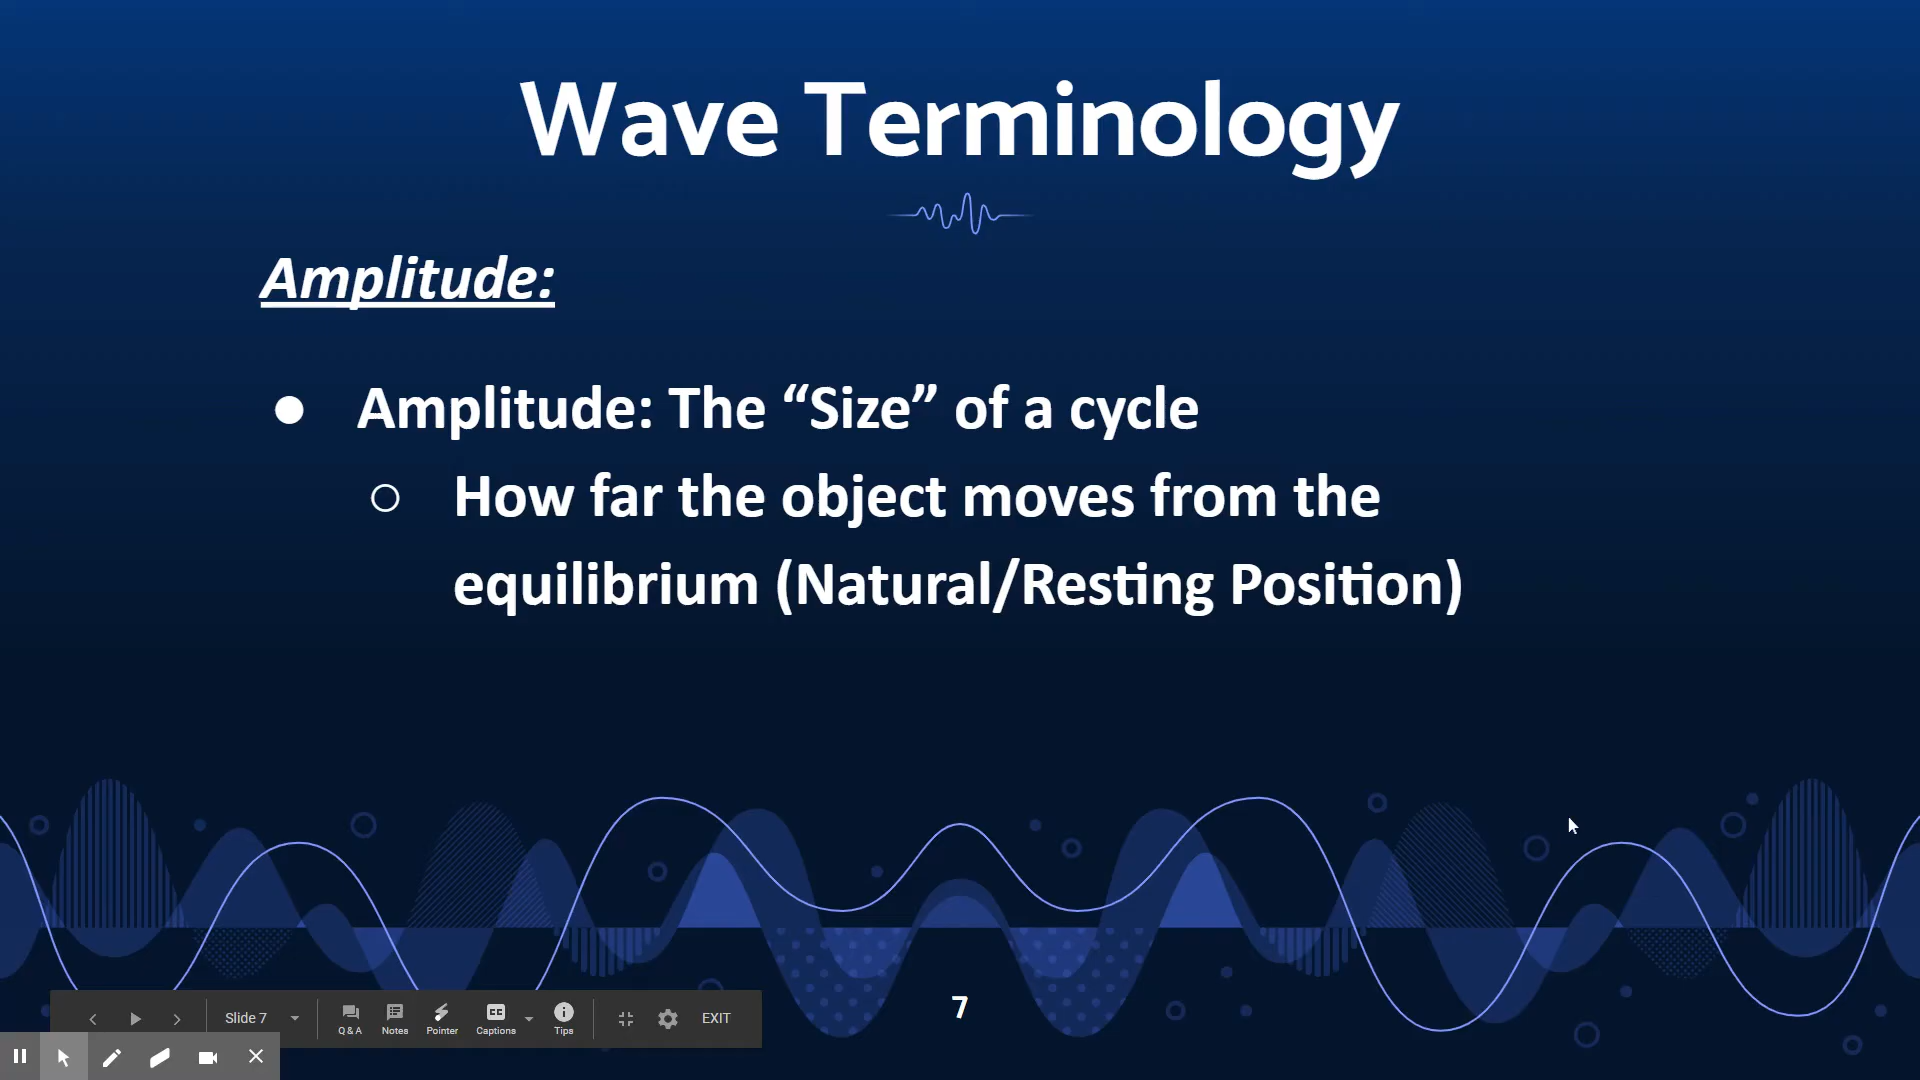 Wave Terminology
Amplitude:
● Amplitude: The “Size” of a cycle
○ How far the object moves from the
equilibrium (Natural/Resting Position)
7
Slide 7
Q & A
Notes
Pointer
Captions
Tips
EXIT